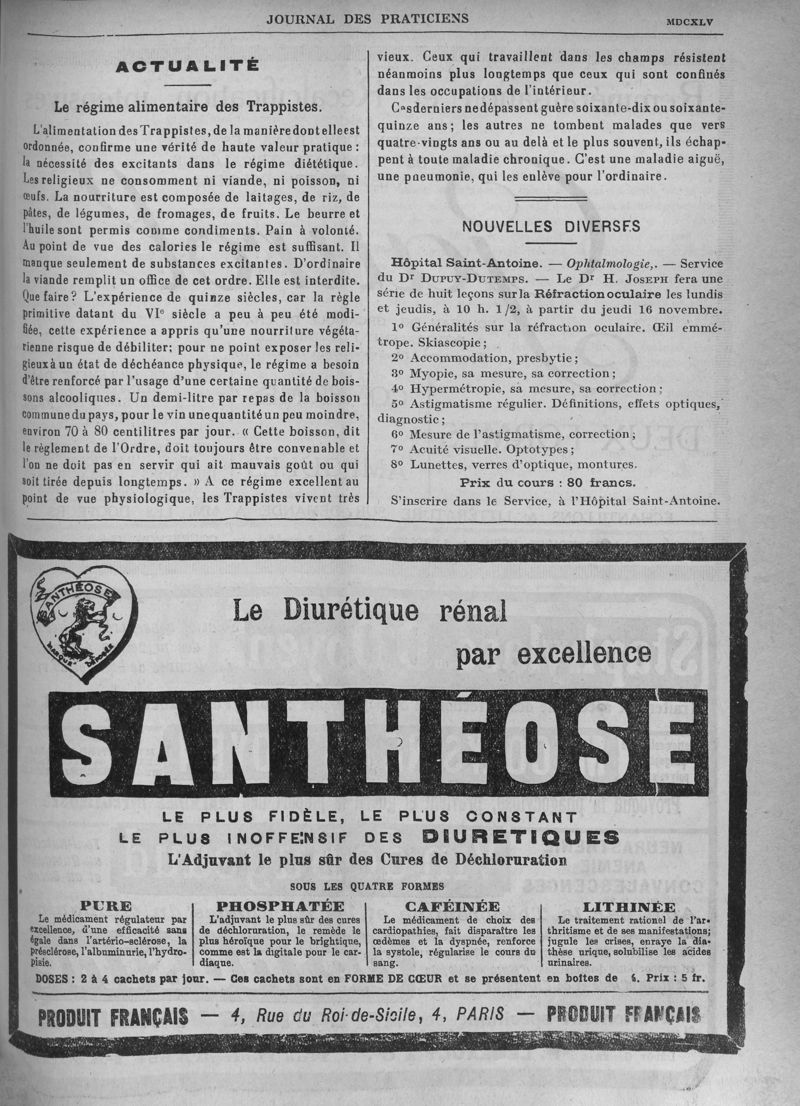 JOURNAL DES PRATICIENS
MDCXLV
ACTUALITÉ
Le régime alimentaire des Trappistes.
L'alimentation des Trappistes, de la manière dont elle est
ordonnée, confirme une vérité de haute valeur pratique :
la nécessité des excitants dans le régime diététique.
Les religieux ne consomment ni viande, ni poisson, ni
œufs. La nourriture est composée de laitages, de riz, de
pâtes, de légumes, de fromages, de fruits. Le beurre et
l'huile sont permis comme condiments. Pain à volonté.
Au point de vue des calories le régime est suffisant. Il
manque seulement de substances excitantes. D'ordinaire
la viande remplit un office de cet ordre. Elle est interdite.
Que faire? L'expérience de quinze siècles, car la règle
primitive datant du VIe siècle a peu à peu été modi-
fiée, cette expérience a appris qu'une nourriture végéta-
rienne risque de débiliter; pour ne point exposer les reli-
gieux à un état de déchéance physique, le régime a besoin
d'être renforcé par l'usage d'une certaine quantité de bois-
sons alcooliques. Un demi-litre par repas de la boisson
commune du pays, pour le vin une quantité un peu moindre,
environ 70 à 80 centilitres par jour. « Cette boisson, dit
le règlement de l'Ordre, doit toujours être convenable et
l'on ne doit pas en servir qui ait mauvais goût ou qui
soit tirée depuis longtemps. » A ce régime excellent au
point de vue physiologique, les Trappistes vivent très
vieux. Ceux qui travaillent dans les champs résistent
néanmoins plus longtemps que ceux qui sont confinés
dans les occupations de l'intérieur.
Ces derniers ne dépassent guère soixante-dix ou soixante-
quinze ans; les autres ne tombent malades que vers
quatre-vingts ans ou au delà et le plus souvent, ils échap-
pent à toute maladie chronique. C'est une maladie aiguë,
une pneumonie, qui les enlève pour l'ordinaire.
NOUVELLES DIVERSES
Hôpital Saint-Antoine. — Ophtalmologie,. — Service
du Dr DUPUY-DUTEMPS. — Le Dr H. JOSEPH fera une
série de huit leçons sur la Réfraction oculaire les lundis
et jeudis, à 10 h. 1/2, à partir du jeudi 16 novembre.
1o Généralités sur la réfraction oculaire. Œil emmé-
trope. Skiascopie;
2o Accommodation, presbytie;
3o Myopie, sa mesure, sa correction;
4o Hypermétropie, sa mesure, sa correction;
5o Astigmatisme régulier. Définitions, effets optiques,
diagnostic;
6o Mesure de l'astigmatisme, correction;
7o Acuité visuelle. Optotypes;
8o Lunettes, verres d'optique, montures.
Prix du cours : 80 francs.
S'inscrire dans le Service, à l'Hôpital Saint-Antoine.
SANTHÉOSE
MARQUE DÉPOSÉE
Le Diurétique rénal
par excellence
SANTHÉOSE
LE PLUS FIDÈLE, LE PLUS CONSTANT
LE PLUS INOFFENSIF DES DIURETIQUES
L'Adjuvant le plus sûr des Cures de Déchloruration
SOUS LES QUATRE FORMES
PURE
Le médicament régulateur par
excellence, d'une efficacité sans
égale dans l'artério-sclérose, la
présclérose, l'albuminurie, l'hydro-
pisie.
PHOSPHATÉE
L'adjuvant le plus sûr des cures
de déchloruration, le remède le
plus héroïque pour le brightique,
comme est la digitale pour le car-
diaque.
CAFÉINÉE
Le médicament de choix des
cardiopathies, fait disparaître les
œdèmes et la dyspnée, renforce
la systole, régularise le cours du
sang.
LITHINÉE
Le traitement rationel de l'ar-
thritisme et de ses manifestations;
jugule les crises, enraye la dia-
thèse urique, solubilise les acides
urinaires.
DOSES : 2 à 4 cachets par jour. — Ces cachets sont en FORME DE CŒUR et se présentent en boîtes de . Prix : 5 fr.
PRODUIT FRANÇAIS — 4, Rue du Roi-de-Sicile, 4, PARIS — PRODUIT FRANÇAIS